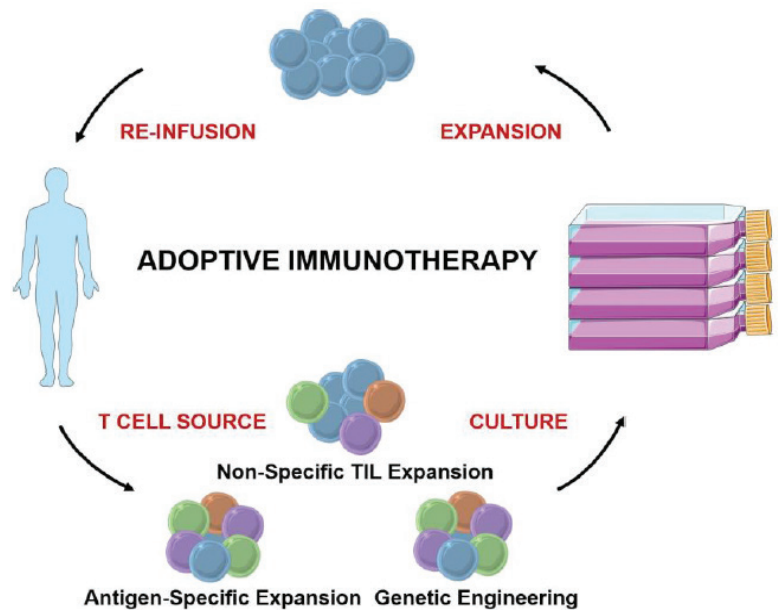 RE-INFUSION
EXPANSION
ADOPTIVE IMMUNOTHERAPY
T CELL SOURCE
CULTURE
Non-Specific TIL Expansion
Antigen-Specific Expansion
Genetic Engineering